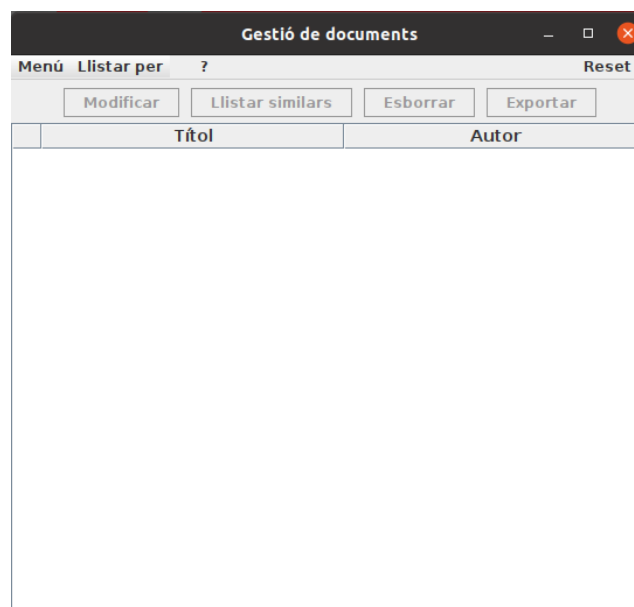 Gestió de documents
Menú Llistar per ? Reset
Modificar Llistar similars Esborrar Exportar
Títol Autor